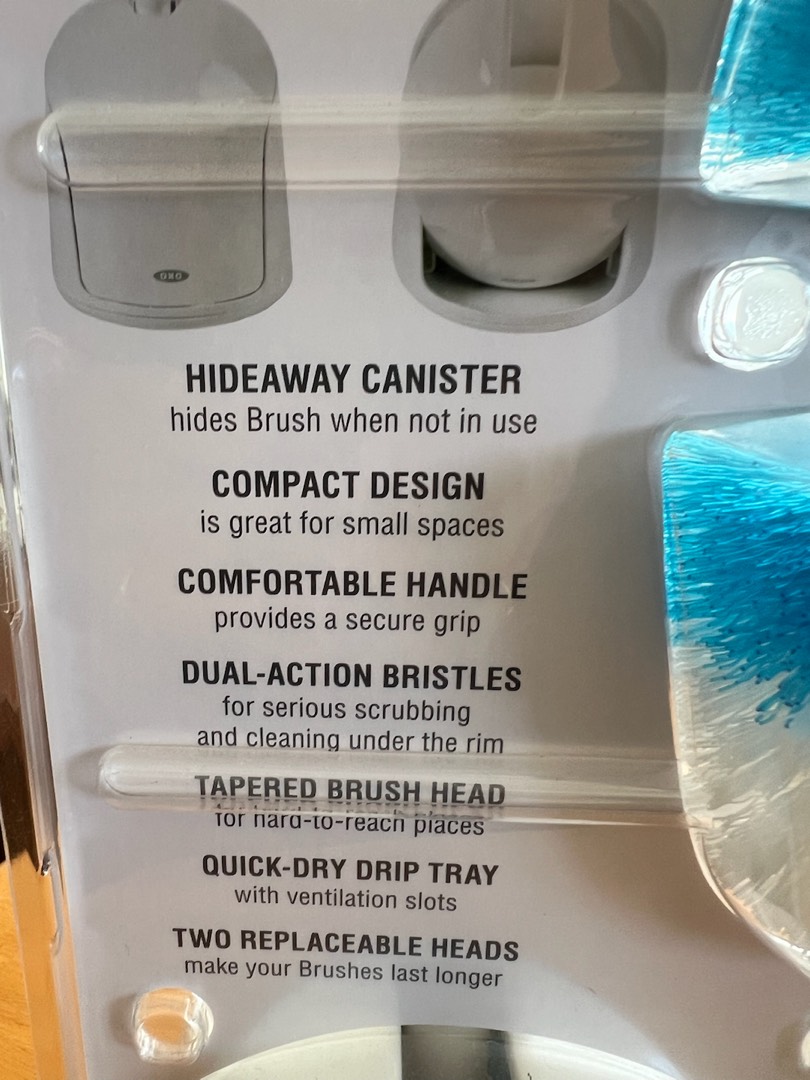 OXO
HIDEAWAY CANISTER
hides Brush when not in use
COMPACT DESIGN
is great for small spaces
COMFORTABLE HANDLE
provides a secure grip
DUAL-ACTION BRISTLES
for serious scrubbing
and cleaning under the rim
TAPERED BRUSH HEAD
for hard-to-reach places
QUICK-DRY DRIP TRAY
with ventilation slots
TWO REPLACEABLE HEADS
make your Brushes last longer